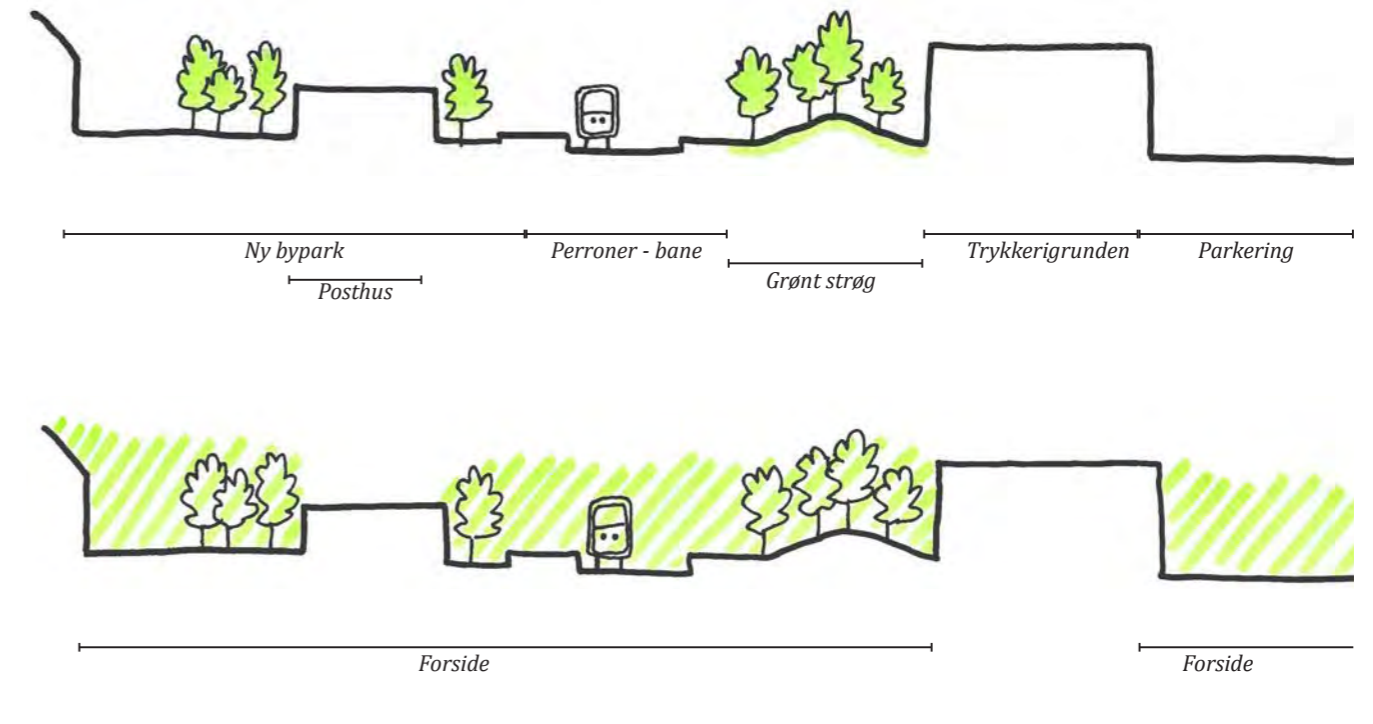 Ny bypark
Perroner - bane
Trykkerigrunden
Parkering
Grønt strøg
Posthus
Forside
Forside